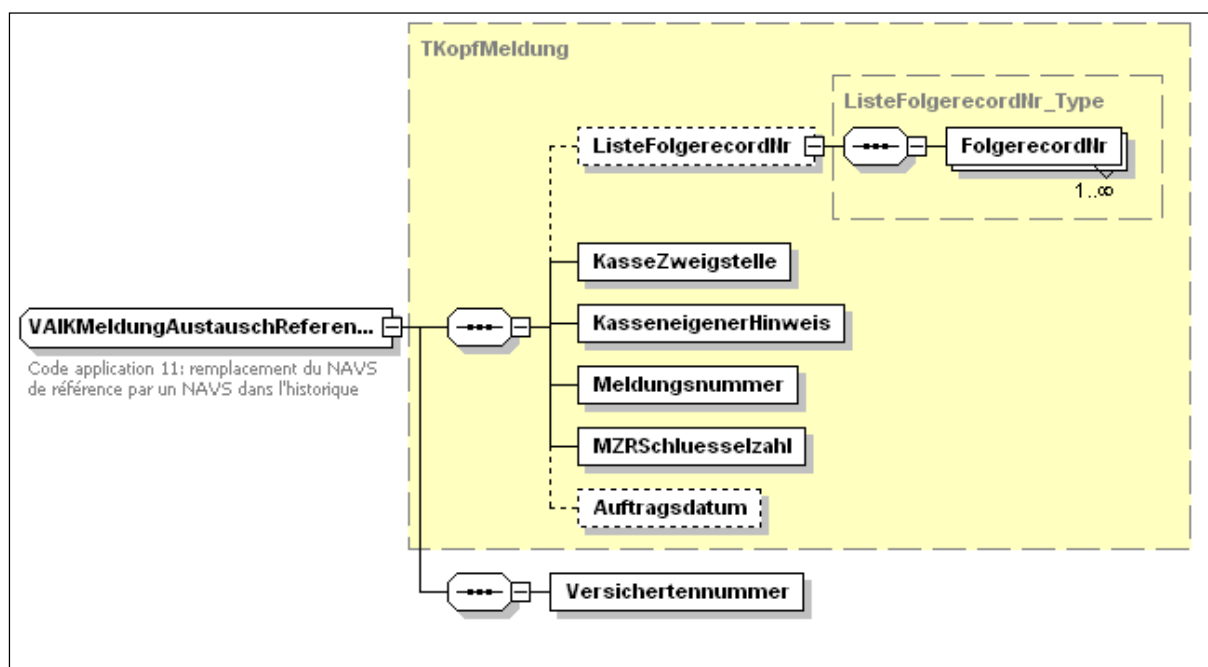 TKopfMeldung
ListeFolgerecordNr_Type
ListeFolgerecordNr
FolgerecordNr
1..∞
KasseZweigstelle
KasseneigenerHinweis
VAIKMeldungAustauschReferen...
Code application 11: remplacement du NAVS
de référence par un NAVS dans l'historique
Meldungsnummer
MZRSchluesselzahl
Auftragsdatum
Versichertennummer